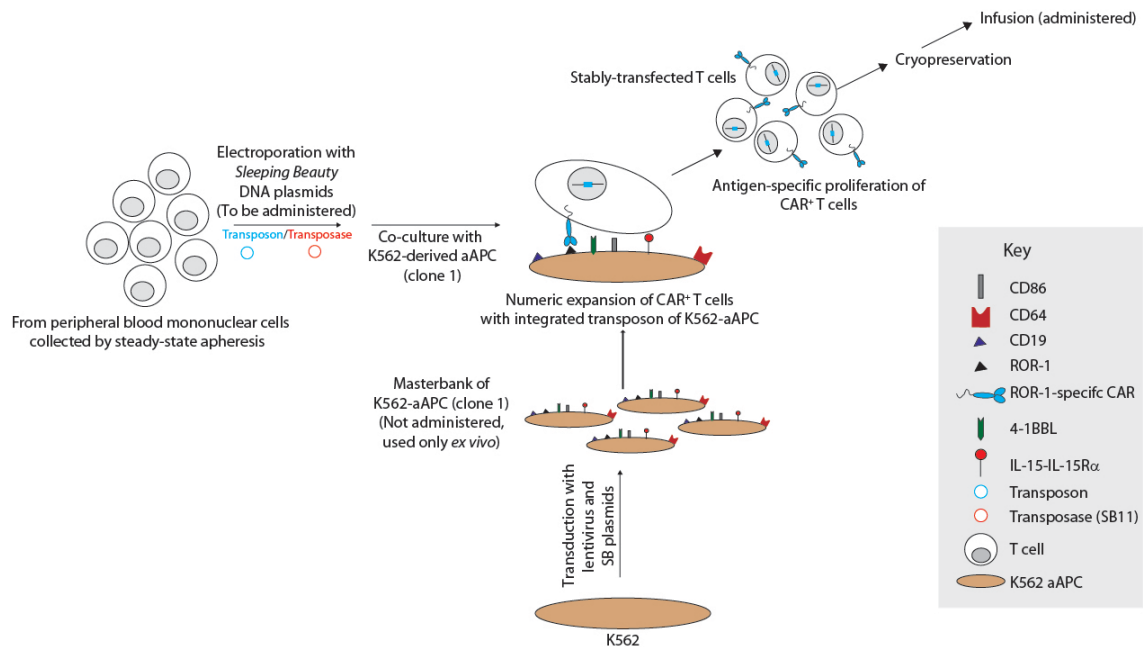 Infusion (administered)
Cryopreservation
Stably-transfected T cells
Antigen-specific proliferation of
CAR⁺ T cells
Electroporation with
Sleeping Beauty
DNA plasmids
(To be administered)
Transposon/Transposase
Co-culture with
K562-derived aAPC
(clone 1)
From peripheral blood mononuclear cells
collected by steady-state apheresis
Numeric expansion of CAR⁺ T cells
with integrated transposon of K562-aAPC
Masterbank of
K562-aAPC (clone 1)
(Not administered,
used only ex vivo)
Transduction with
lentivirus and
SB plasmids
K562
Key
CD86
CD64
CD19
ROR-1
ROR-1-specifc CAR
4-1BBL
IL-15-IL-15Rα
Transposon
Transposase (SB11)
T cell
K562 aAPC